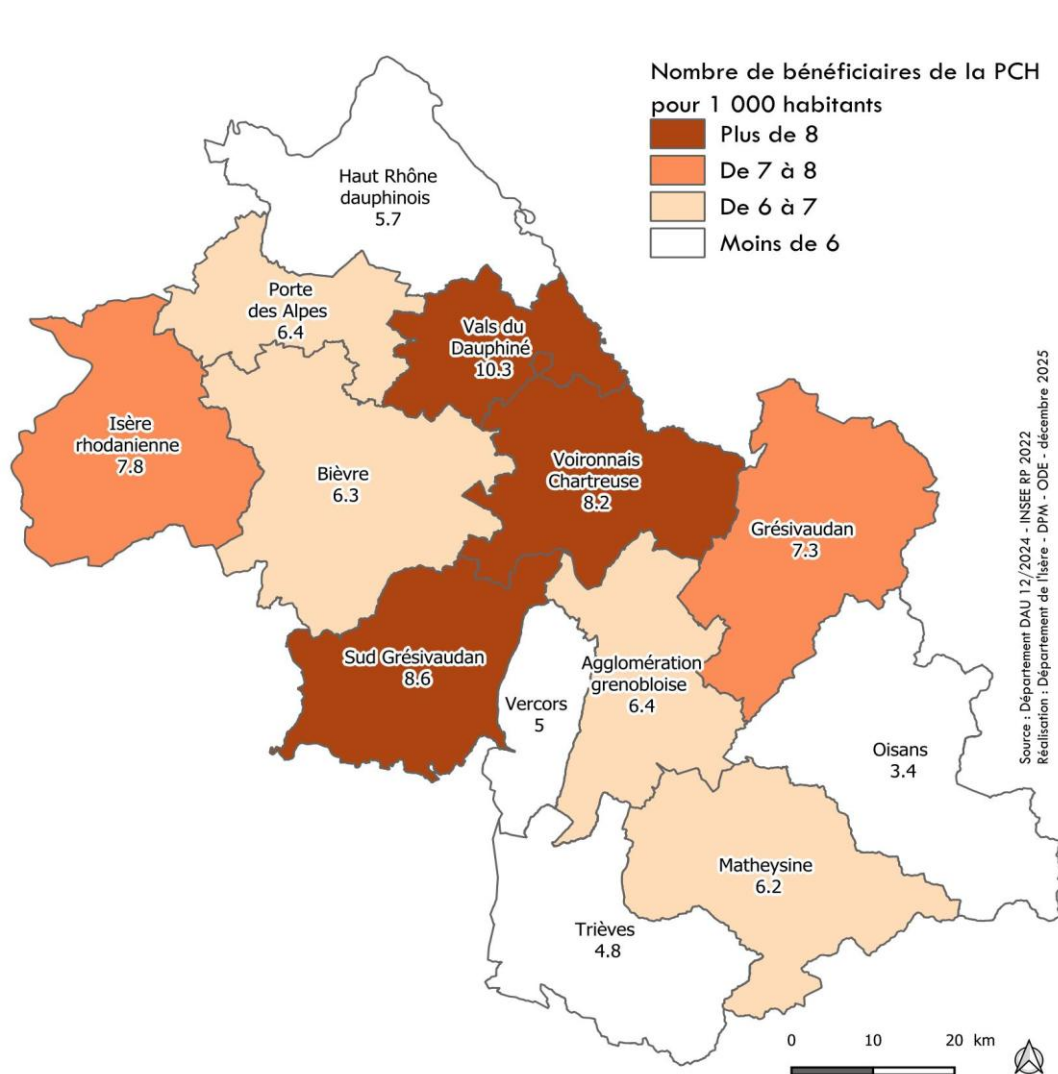 Nombre de bénéficiaires de la PCH
pour 1 000 habitants
Plus de 8
De 7 à 8
De 6 à 7
Moins de 6
Haut Rhône
dauphinois
5.7
Porte
des Alpes
6.4
Vals du
Dauphiné
10.3
Isère
rhodanienne
7.8
Bièvre
6.3
Voironnais
Chartreuse
8.2
Grésivaudan
7.3
Sud Grésivaudan
8.6
Vercors
5
Agglomération
grenobloise
6.4
Oisans
3.4
Matheysine
6.2
Trièves
4.8
Source : Département DAU 12/2024 - INSEE RP 2022
Réalisation : Département de l'Isère - DPM - ODE - décembre 2025
0 10 20 km